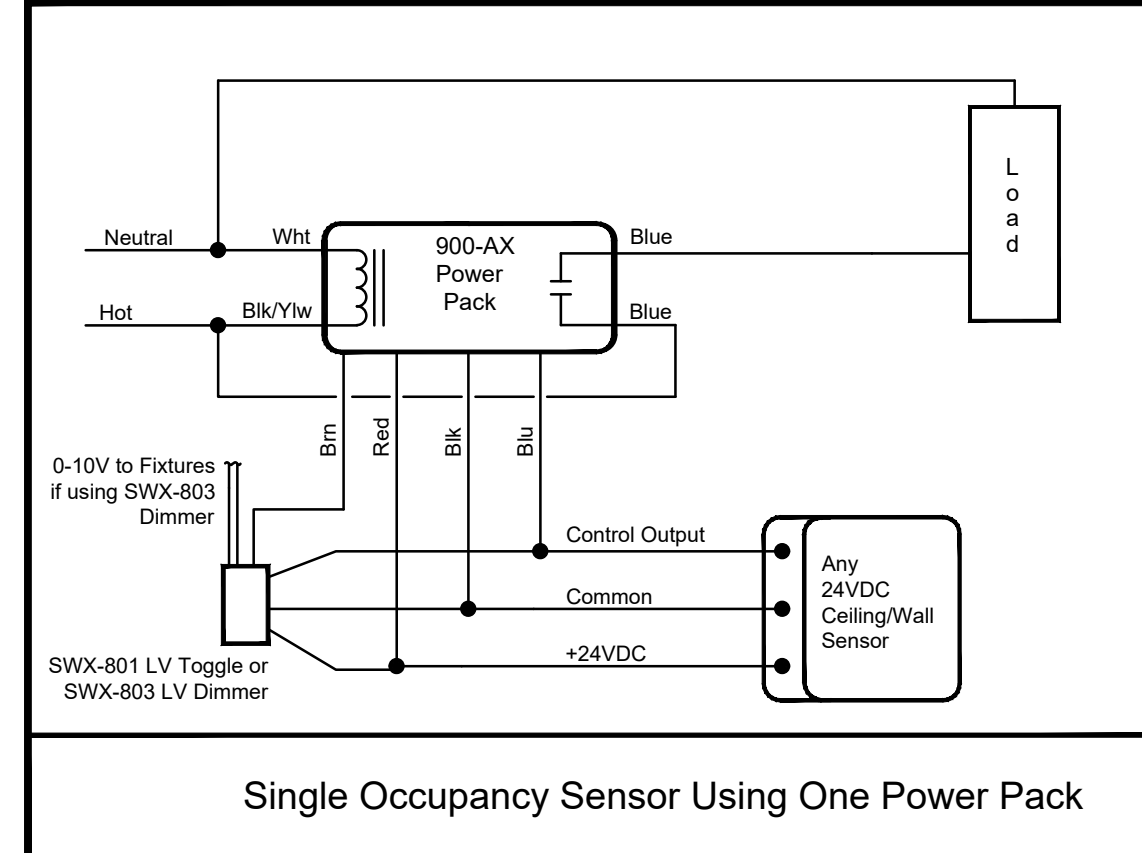 Neutral
Wht
Hot
Blk/Ylw
900-AX
Power
Pack
Blue
Blue
L
o
a
d
Brn
Red
Blk
Blu
0-10V to Fixtures
if using SWX-803
Dimmer
Control Output
Common
+24VDC
Any
24VDC
Ceiling/Wall
Sensor
SWX-801 LV Toggle or
SWX-803 LV Dimmer
Single Occupancy Sensor Using One Power Pack